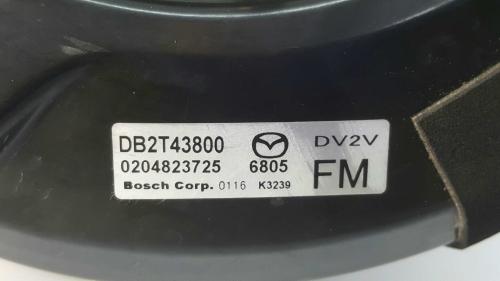 DB2T43800 DV2V
0204823725 6805 FM
Bosch Corp. 0116 K3239